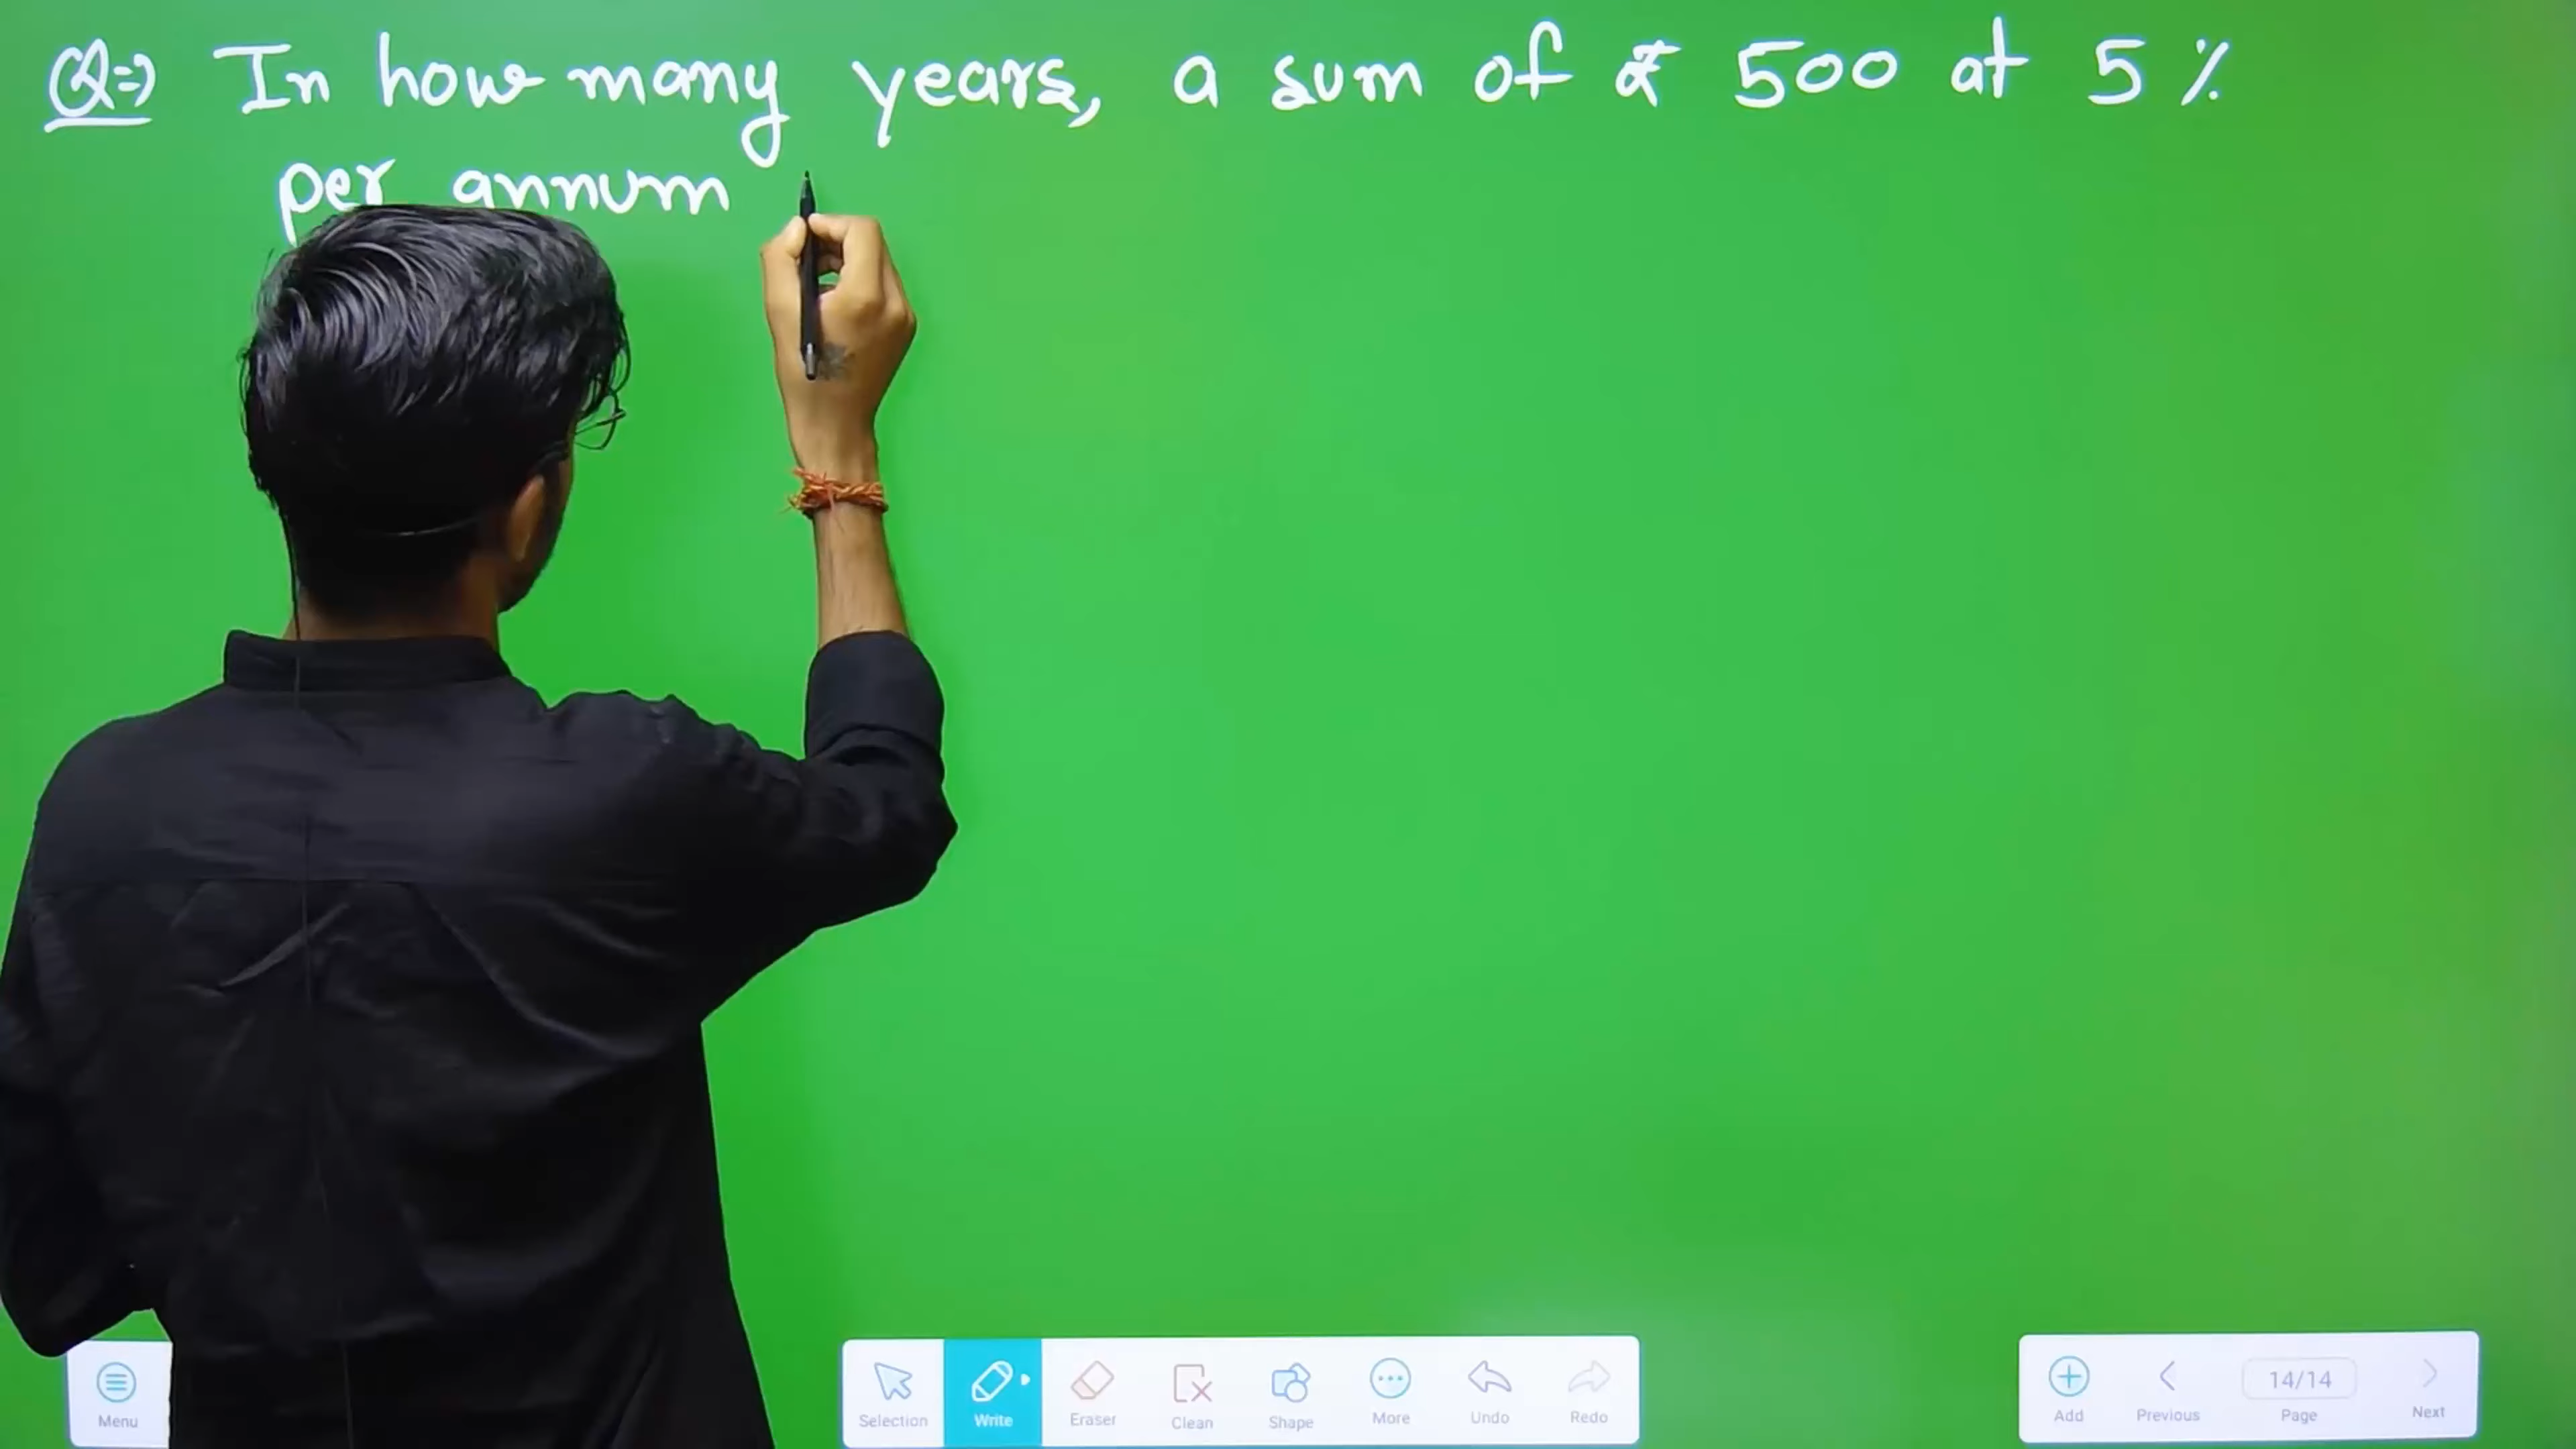 Q⇒ In how many years, a sum of ₹ 500 at 5 %
per annum
Menu
Selection
Write
Eraser
Clean
Shape
More
Undo
Redo
Add
Previous
14/14
Page
Next